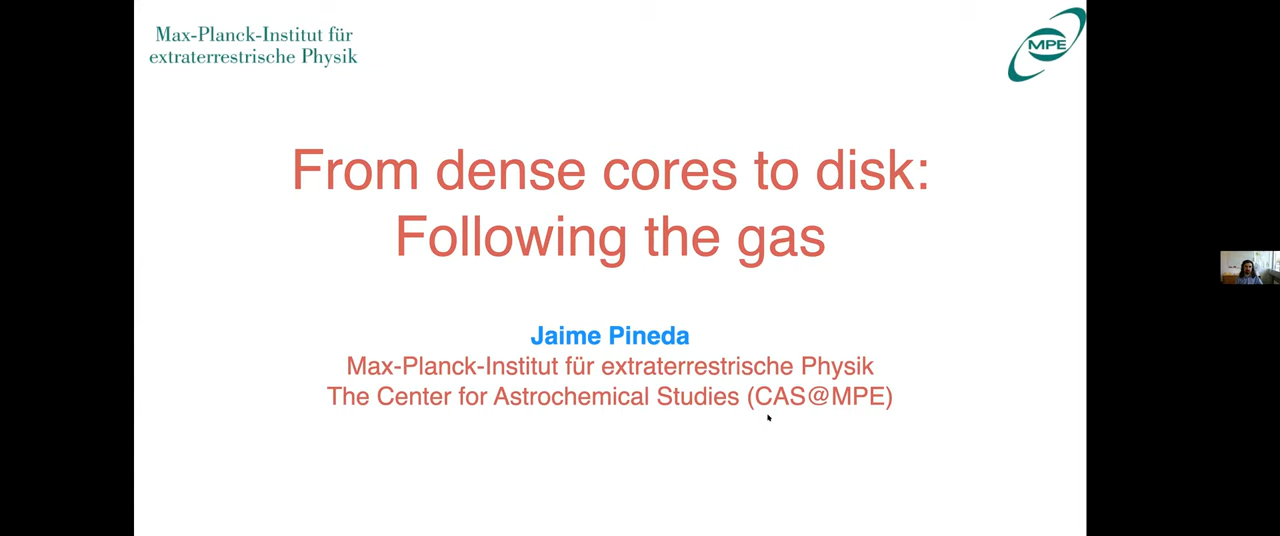 Max-Planck-Institut für
extraterrestrische Physik
MPE
From dense cores to disk:
Following the gas
Jaime Pineda
Max-Planck-Institut für extraterrestrische Physik
The Center for Astrochemical Studies (CAS@MPE)